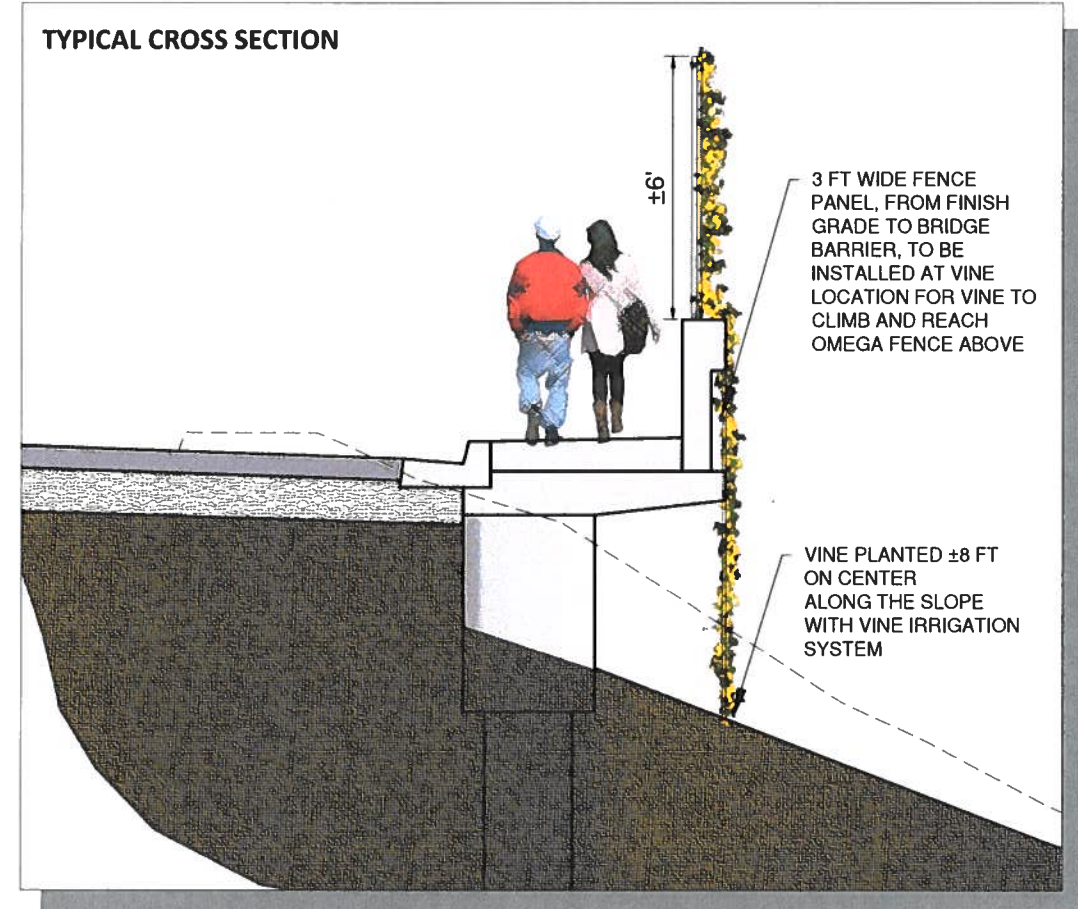 TYPICAL CROSS SECTION
±6'
3 FT WIDE FENCE
PANEL, FROM FINISH
GRADE TO BRIDGE
BARRIER, TO BE
INSTALLED AT VINE
LOCATION FOR VINE TO
CLIMB AND REACH
OMEGA FENCE ABOVE
VINE PLANTED ±8 FT
ON CENTER
ALONG THE SLOPE
WITH VINE IRRIGATION
SYSTEM